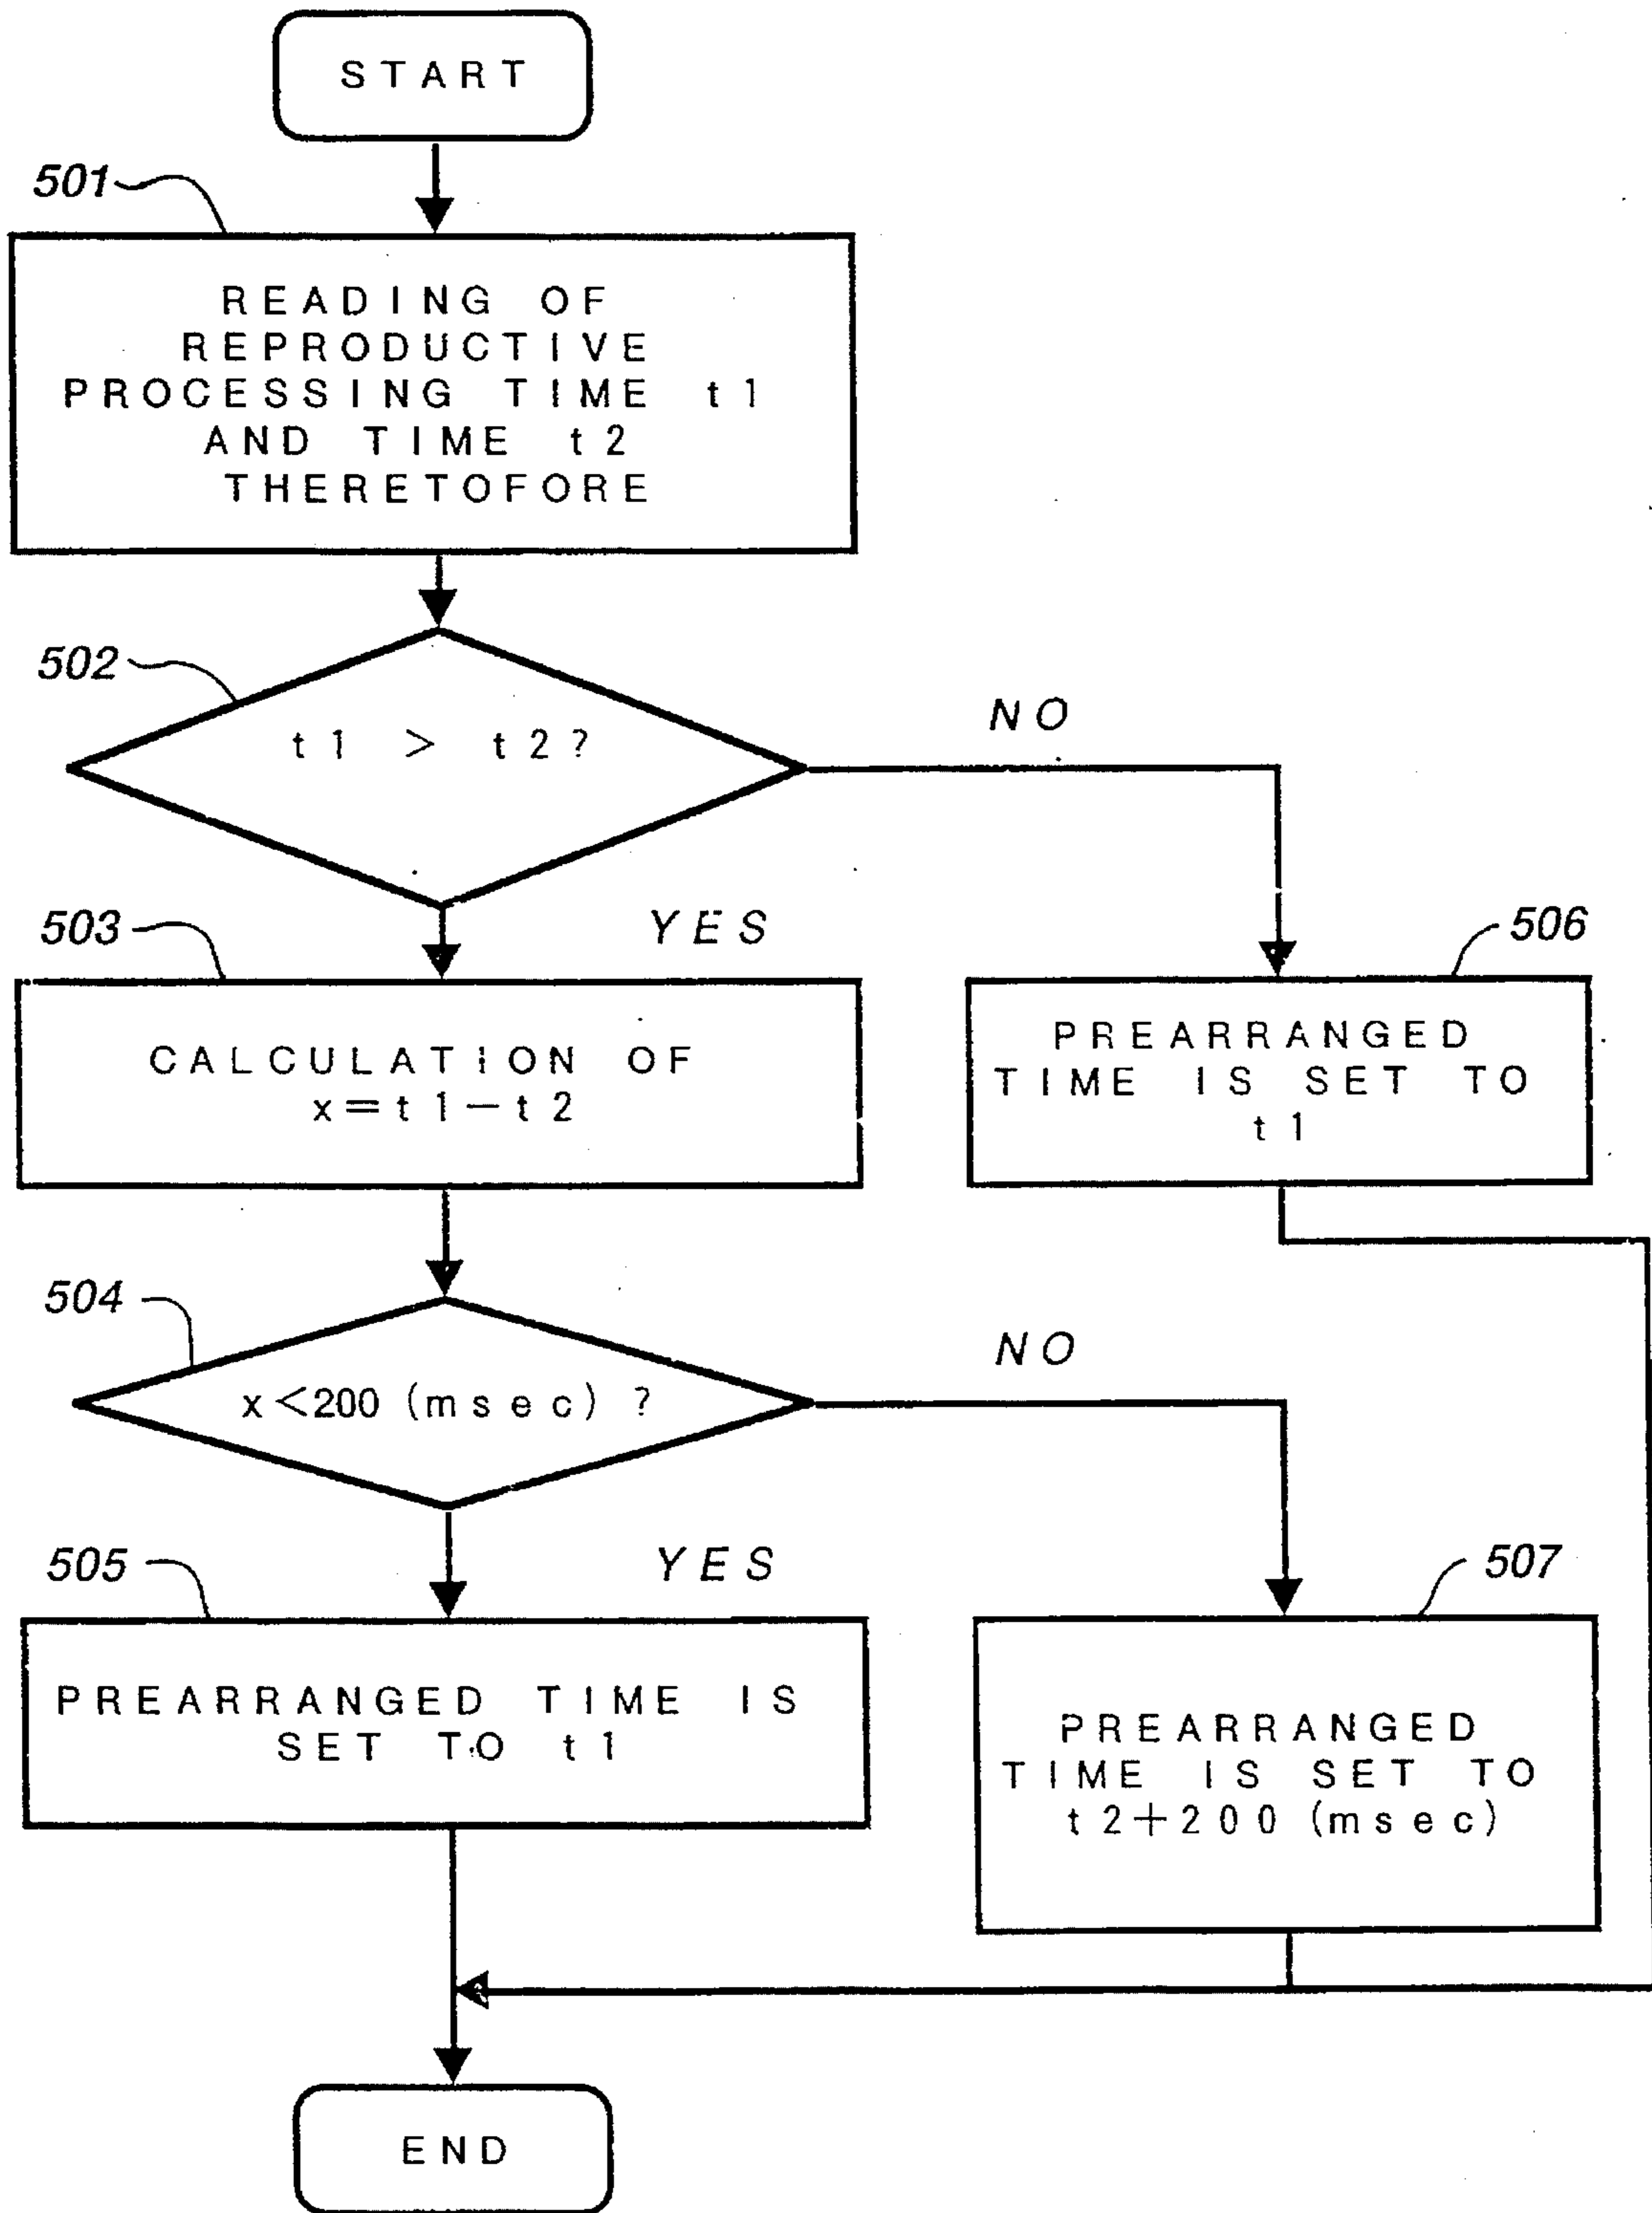 START
501
READING OF
REPRODUCTIVE
PROCESSING TIME t1
AND TIME t2
THERETOFORE
502
t1 > t2?
NO
YES
503
CALCULATION OF
x=t1-t2
506
PREARRANGED
TIME IS SET TO
t1
504
x<200 (msec) ?
NO
YES
505
PREARRANGED TIME IS
SET TO t1
507
PREARRANGED
TIME IS SET TO
t2+200 (msec)
END